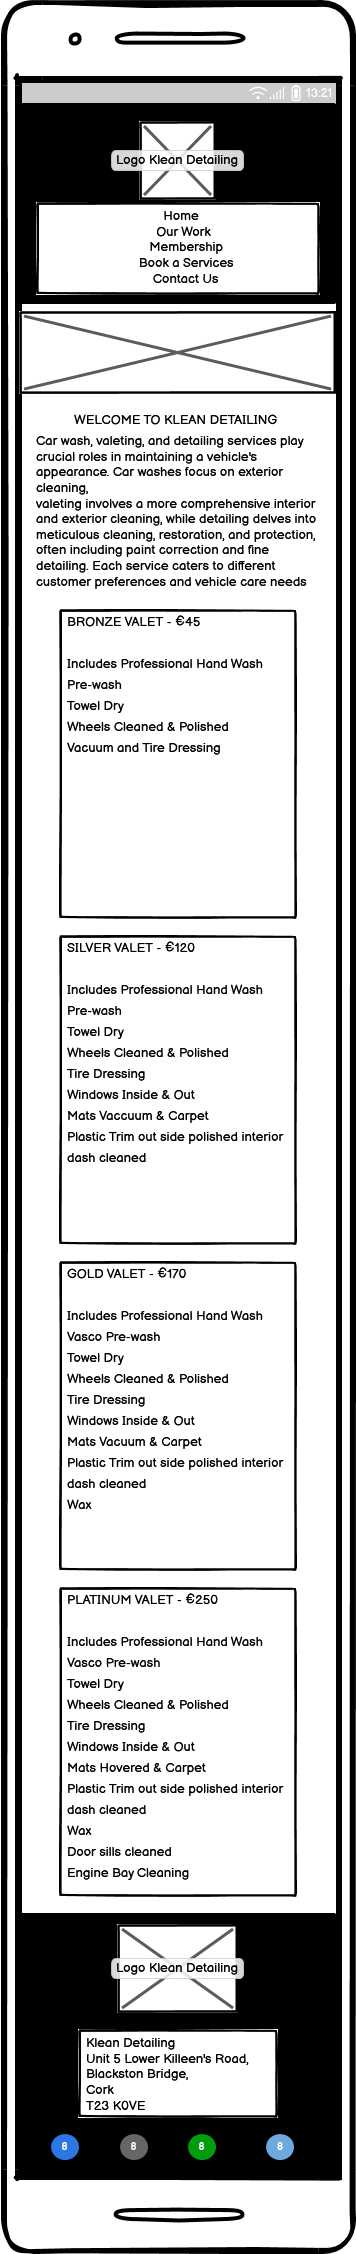 13:21
Logo Klean Detailing
Home
Our Work
Membership
Book a Services
Contact Us
WELCOME TO KLEAN DETAILING
Car wash, valeting, and detailing services play
crucial roles in maintaining a vehicle's
appearance. Car washes focus on exterior
cleaning,
valeting involves a more comprehensive interior
and exterior cleaning, while detailing delves into
meticulous cleaning, restoration, and protection,
often including paint correction and fine
detailing. Each service caters to different
customer preferences and vehicle care needs
BRONZE VALET - €45
Includes Professional Hand Wash
Pre-wash
Towel Dry
Wheels Cleaned & Polished
Vacuum and Tire Dressing
SILVER VALET - €120
Includes Professional Hand Wash
Pre-wash
Towel Dry
Wheels Cleaned & Polished
Tire Dressing
Windows Inside & Out
Mats Vaccuum & Carpet
Plastic Trim out side polished interior
dash cleaned
GOLD VALET - €170
Includes Professional Hand Wash
Vasco Pre-wash
Towel Dry
Wheels Cleaned & Polished
Tire Dressing
Windows Inside & Out
Mats Vacuum & Carpet
Plastic Trim out side polished interior
dash cleaned
Wax
PLATINUM VALET - €250
Includes Professional Hand Wash
Vasco Pre-wash
Towel Dry
Wheels Cleaned & Polished
Tire Dressing
Windows Inside & Out
Mats Hovered & Carpet
Plastic Trim out side polished interior
dash cleaned
Wax
Door sills cleaned
Engine Bay Cleaning
Logo Klean Detailing
Klean Detailing
Unit 5 Lower Killeen's Road,
Blackston Bridge,
Cork
T23 K0VE
8 8 8 8